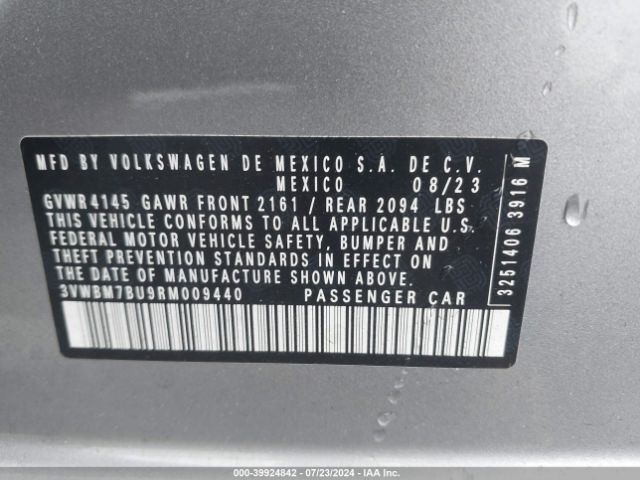 MFD BY VOLKSWAGEN DE MEXICO S.A. DE C.V.
MEXICO 08/23
GVWR 4145 GAWR FRONT 2161 / REAR 2094 LBS
THIS VEHICLE CONFORMS TO ALL APPLICABLE U.S.
FEDERAL MOTOR VEHICLE SAFETY, BUMPER AND
THEFT PREVENTION STANDARDS IN EFFECT ON
THE DATE OF MANUFACTURE SHOWN ABOVE.
3VWBM7BU9RM009440 PASSENGER CAR
3251406 3916 M
000-39924842 - 07/23/2024 - IAA Inc.